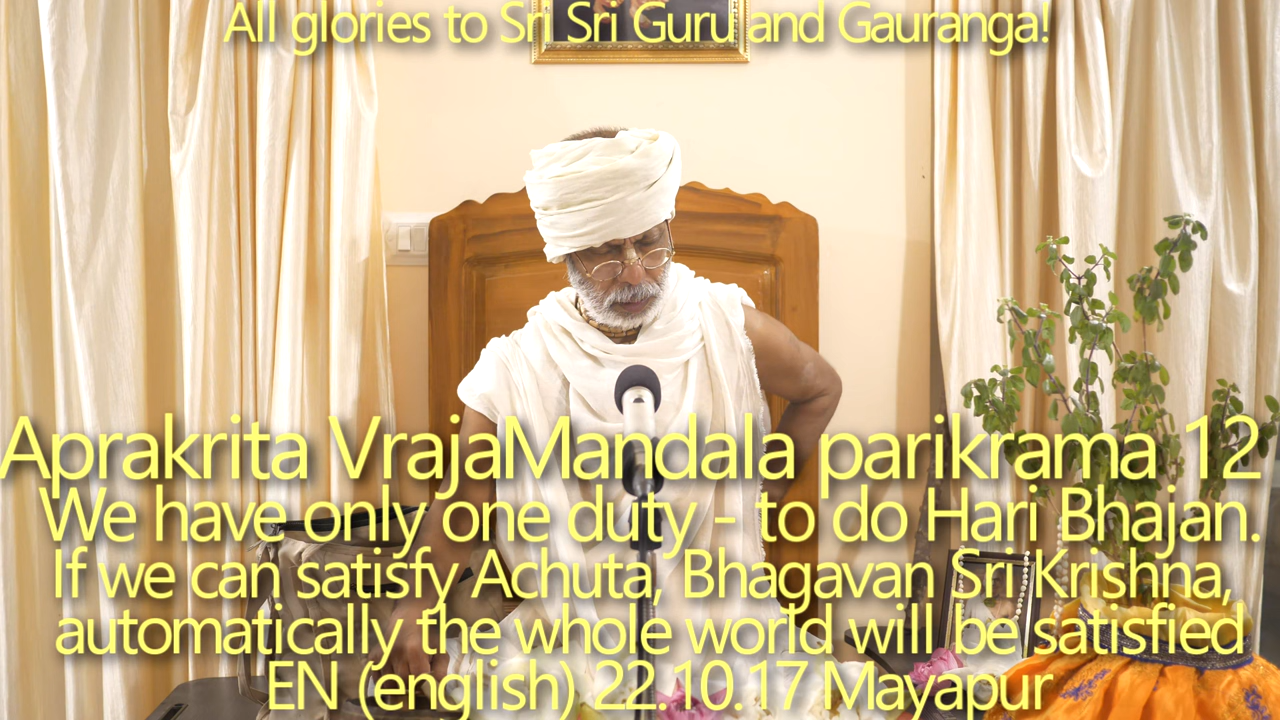 All glories to Sri Sri Guru and Gauranga!
Aprakrita VrajaMandala parikrama 12
We have only one duty - to do Hari Bhajan.
If we can satisfy Achuta, Bhagavan Sri Krishna,
automatically the whole world will be satisfied
EN (english) 22.10.17 Mayapur